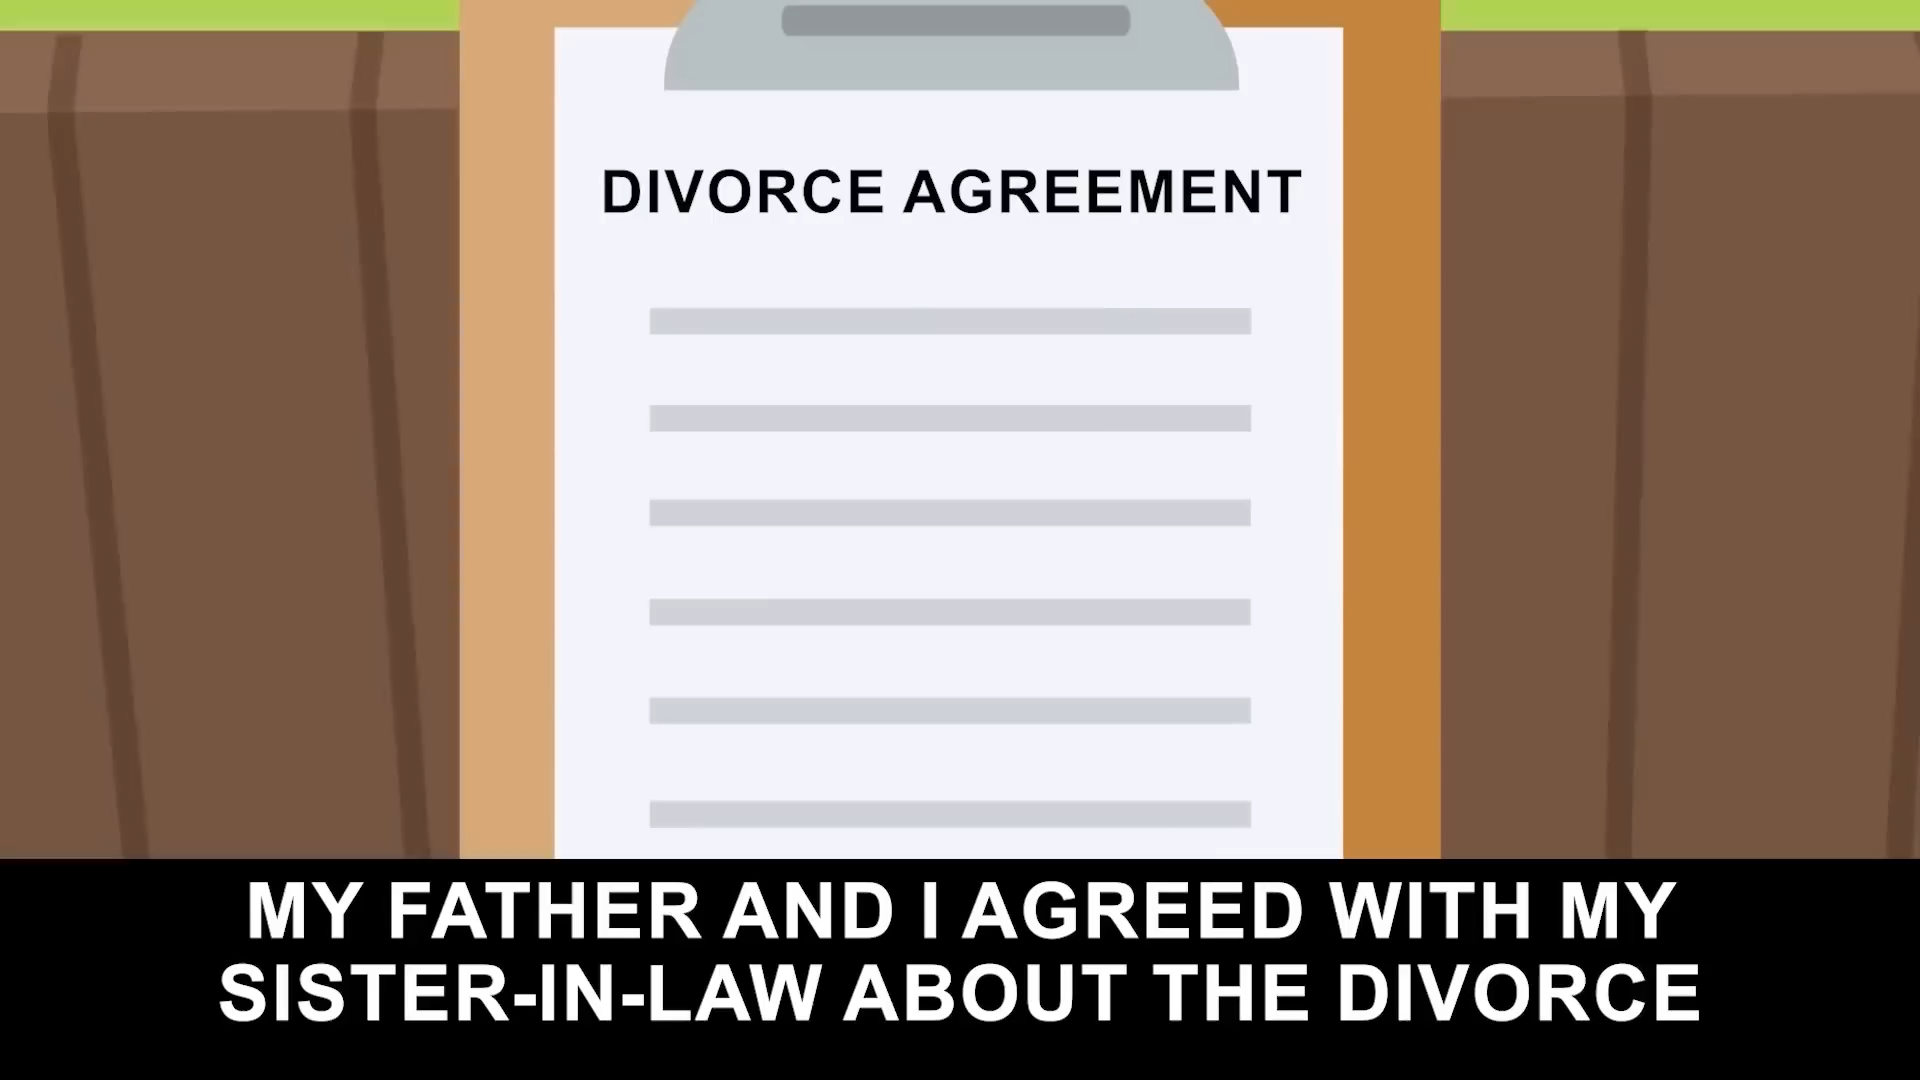 DIVORCE AGREEMENT
MY FATHER AND I AGREED WITH MY
SISTER-IN-LAW ABOUT THE DIVORCE